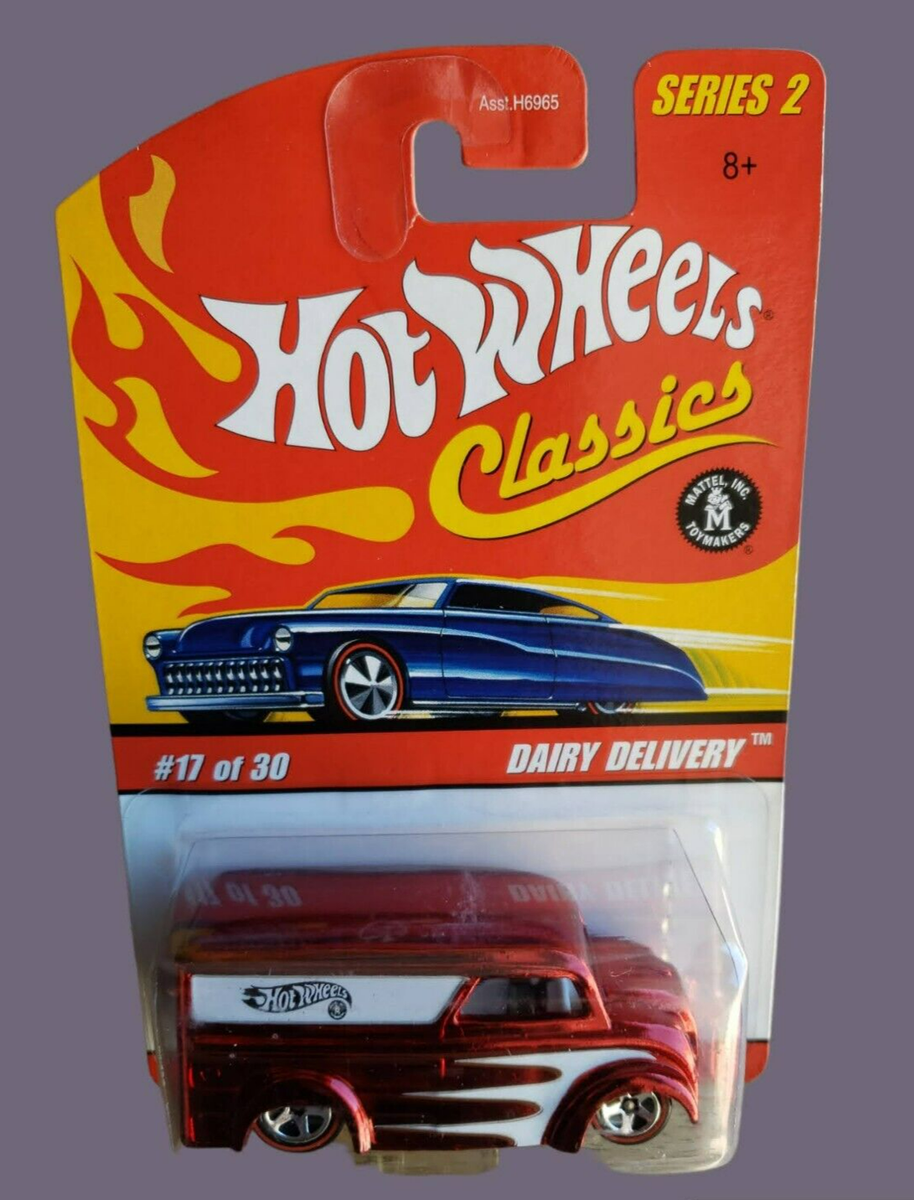 Asst.H6965
SERIES 2
8+
HOT WHEELS®
Classics
MATTEL, INC.
M
TOYMAKERS
®
#17 of 30
DAIRY DELIVERY™
HOT WHEELS